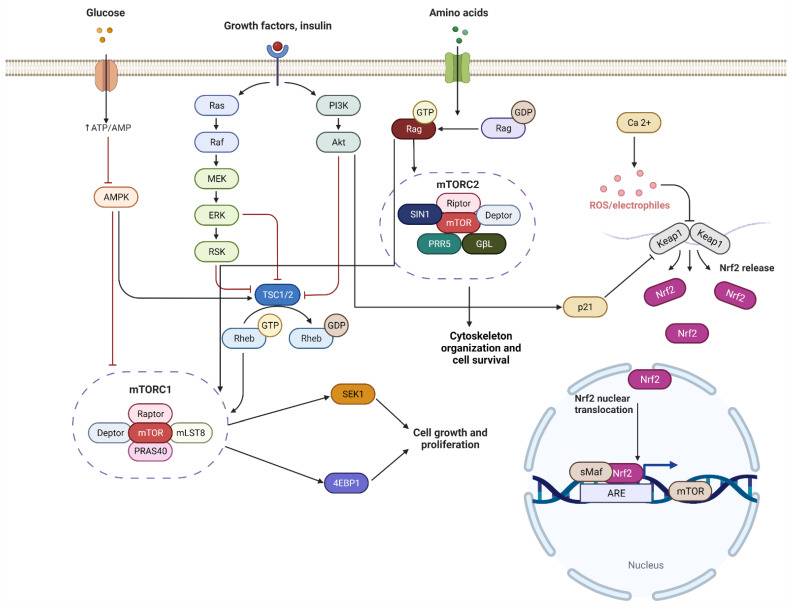 Glucose
Growth factors, insulin
Amino acids
↑ATP/AMP
AMPK
Ras
Raf
MEK
ERK
RSK
PI3K
Akt
GTP
Rag
GDP
Rag
mTORC2
Riptor
SIN1
mTOR
Deptor
PRR5
GβL
Cytoskeleton
organization and
cell survival
Ca 2+
ROS/electrophiles
Keap1
Keap1
Nrf2 release
Nrf2
Nrf2
Nrf2
p21
TSC1/2
Rheb
GTP
Rheb
GDP
mTORC1
Raptor
Deptor
mTOR
mLST8
PRAS40
SEK1
4EBP1
Cell growth and
proliferation
Nrf2
Nrf2 nuclear
translocation
sMaf
Nrf2
ARE
mTOR
Nucleus